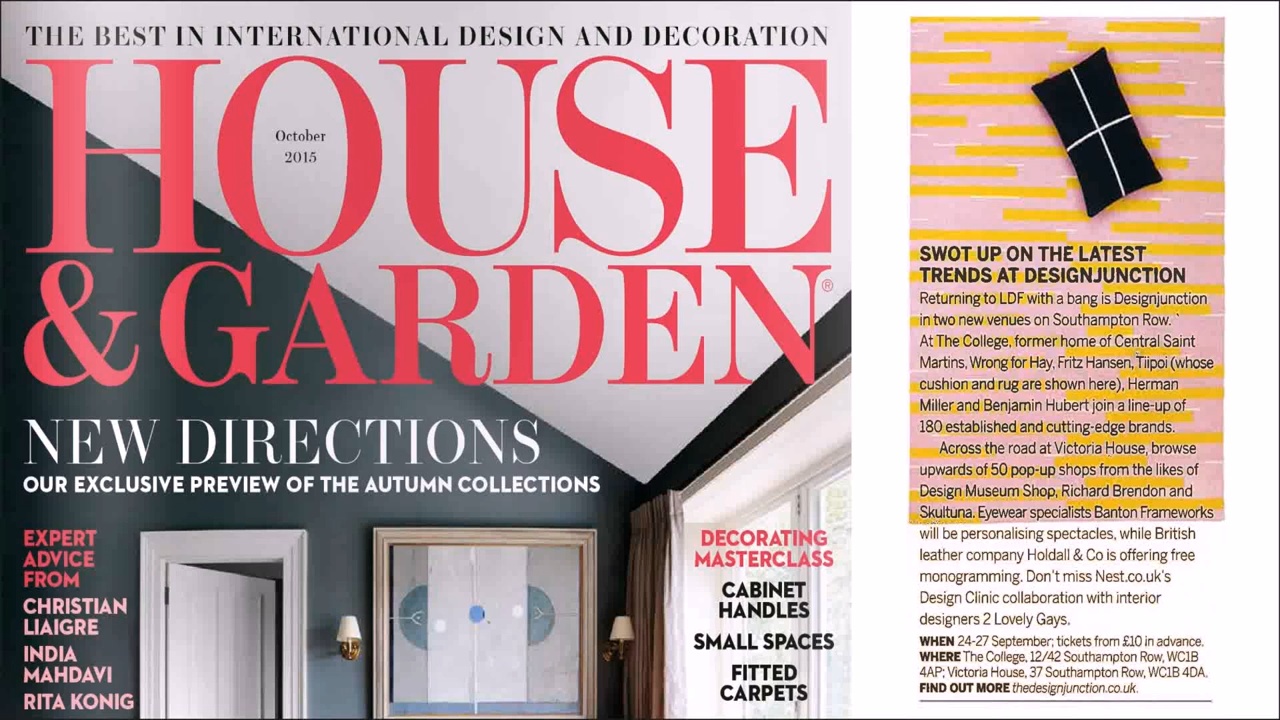 THE BEST IN INTERNATIONAL DESIGN AND DECORATION
HOUSE
October
2015
& GARDEN®
NEW DIRECTIONS
OUR EXCLUSIVE PREVIEW OF THE AUTUMN COLLECTIONS
EXPERT
ADVICE
FROM
CHRISTIAN
LIAIGRE
INDIA
MAHDAVI
RITA KONIG
DECORATING
MASTERCLASS
CABINET
HANDLES
SMALL SPACES
FITTED
CARPETS
SWOT UP ON THE LATEST
TRENDS AT DESIGNJUNCTION
Returning to LDF with a bang is Designjunction
in two new venues on Southampton Row.
At The College, former home of Central Saint
Martins, Wrong for Hay, Fritz Hansen, Tiipoi (whose
cushion and rug are shown here), Herman
Miller and Benjamin Hubert join a line-up of
180 established and cutting-edge brands.
Across the road at Victoria House, browse
upwards of 50 pop-up shops from the likes of
Design Museum Shop, Richard Brendon and
Skultuna. Eyewear specialists Banton Frameworks
will be personalising spectacles, while British
leather company Holdall & Co is offering free
monogramming. Don't miss Nest.co.uk's
Design Clinic collaboration with interior
designers 2 Lovely Gays.
WHEN 24-27 September; tickets from £10 in advance.
WHERE The College, 12/42 Southampton Row, WC1B
4AP; Victoria House, 37 Southampton Row, WC1B 4DA.
FIND OUT MORE thedesignjunction.co.uk.